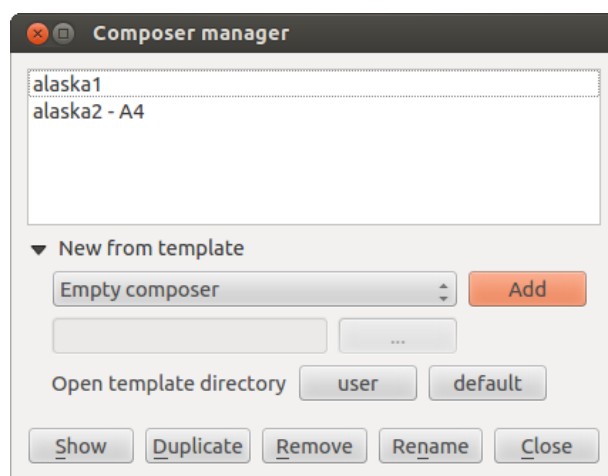 Composer manager
alaska1
alaska2 - A4
New from template
Empty composer Add
...
Open template directory user default
Show Duplicate Remove Rename Close